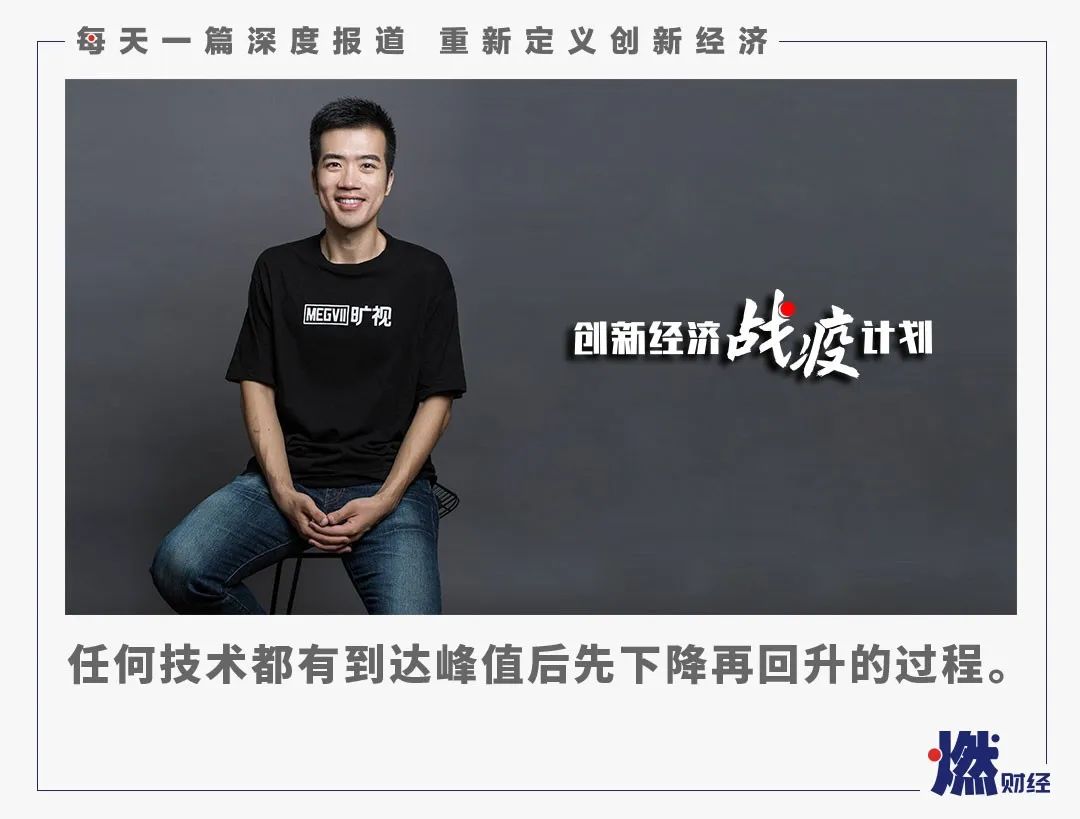 每天一篇深度报道 重新定义创新经济
MEGVII旷视
创新经济战疫计划
任何技术都有到达峰值后先下降再回升的过程。
燃财经